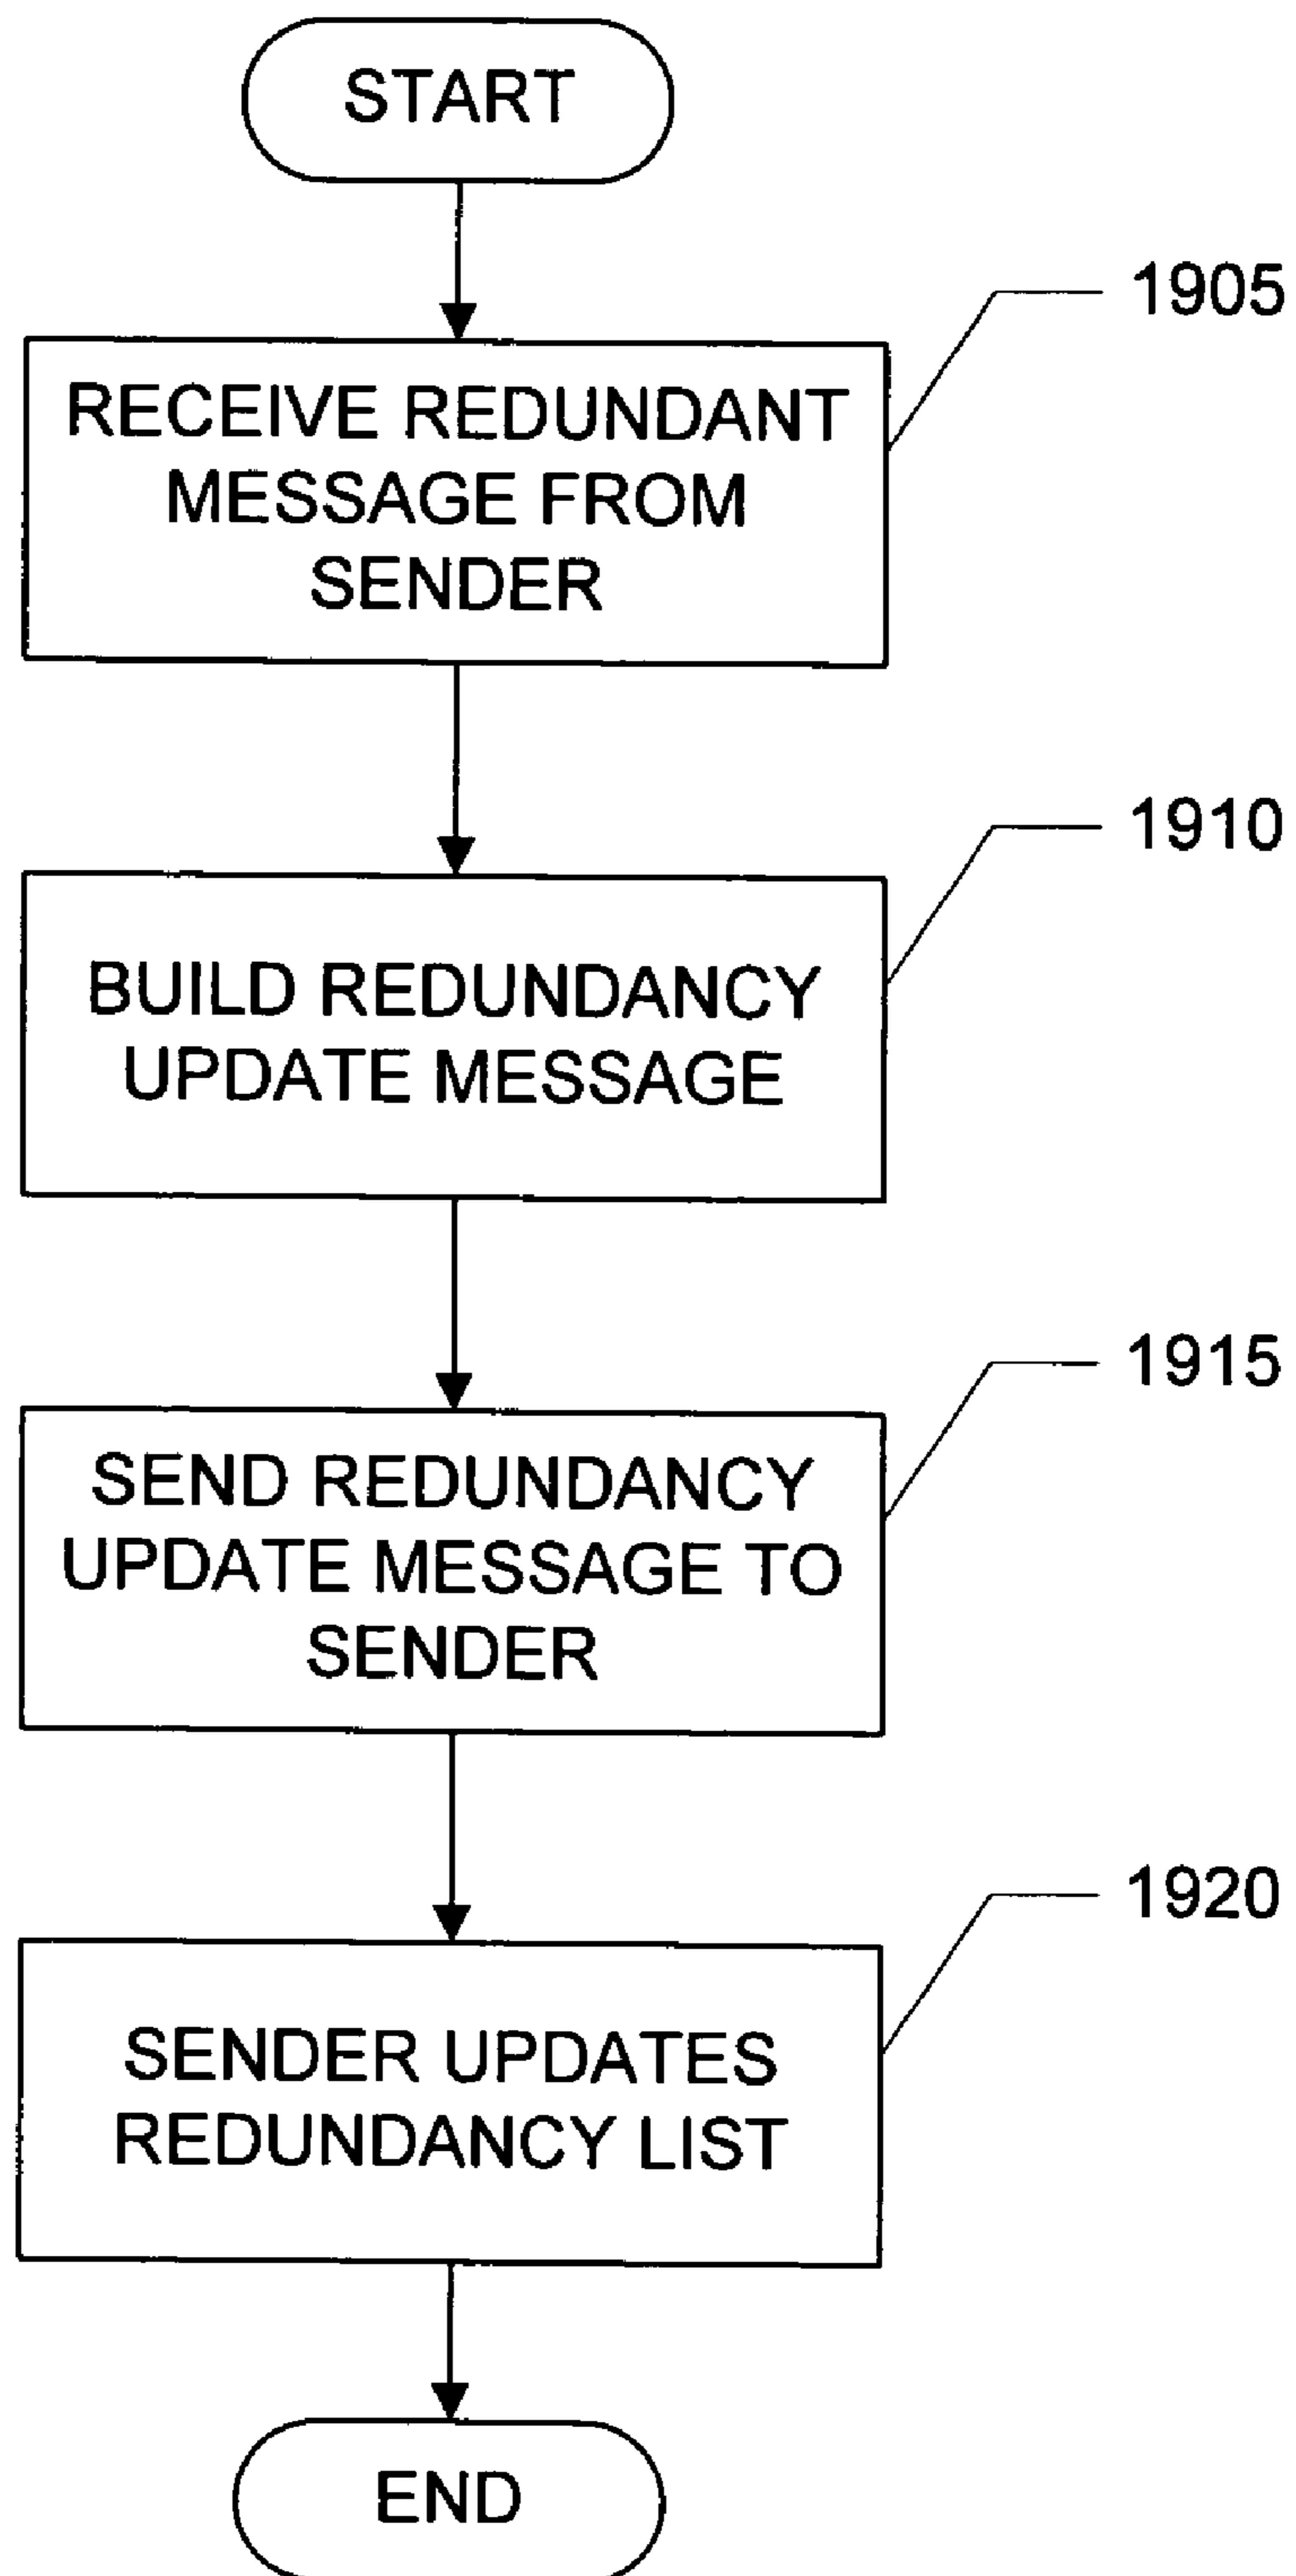 START
1905
RECEIVE REDUNDANT
MESSAGE FROM
SENDER
1910
BUILD REDUNDANCY
UPDATE MESSAGE
1915
SEND REDUNDANCY
UPDATE MESSAGE TO
SENDER
1920
SENDER UPDATES
REDUNDANCY LIST
END